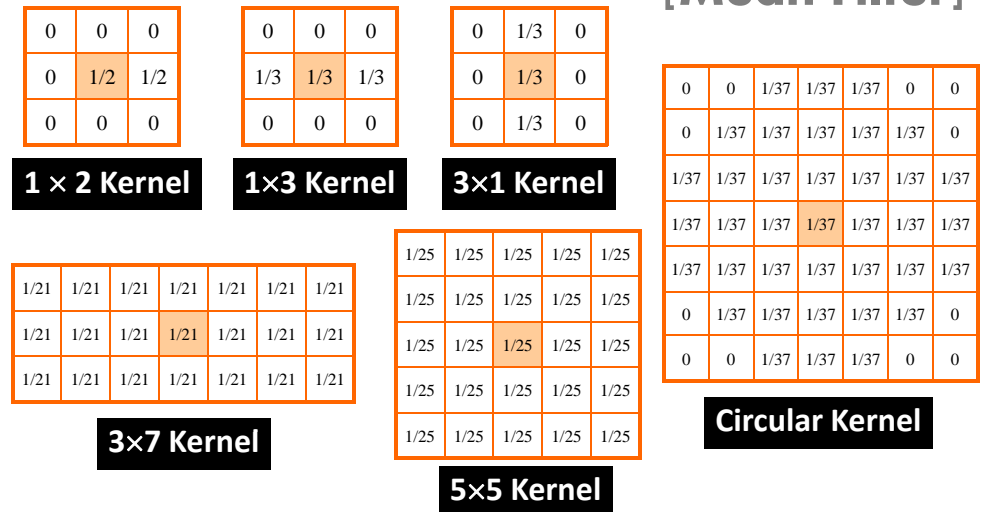 [Mean Filter]
0 0 0
0 1/2 1/2
0 0 0
1 × 2 Kernel
0 0 0
1/3 1/3 1/3
0 0 0
1×3 Kernel
0 1/3 0
0 1/3 0
0 1/3 0
3×1 Kernel
0 0 1/37 1/37 1/37 0 0
0 1/37 1/37 1/37 1/37 1/37 0
1/37 1/37 1/37 1/37 1/37 1/37 1/37
1/37 1/37 1/37 1/37 1/37 1/37 1/37
1/37 1/37 1/37 1/37 1/37 1/37 1/37
0 1/37 1/37 1/37 1/37 1/37 0
0 0 1/37 1/37 1/37 0 0
Circular Kernel
1/21 1/21 1/21 1/21 1/21 1/21 1/21
1/21 1/21 1/21 1/21 1/21 1/21 1/21
1/21 1/21 1/21 1/21 1/21 1/21 1/21
3×7 Kernel
1/25 1/25 1/25 1/25 1/25
1/25 1/25 1/25 1/25 1/25
1/25 1/25 1/25 1/25 1/25
1/25 1/25 1/25 1/25 1/25
1/25 1/25 1/25 1/25 1/25
5×5 Kernel